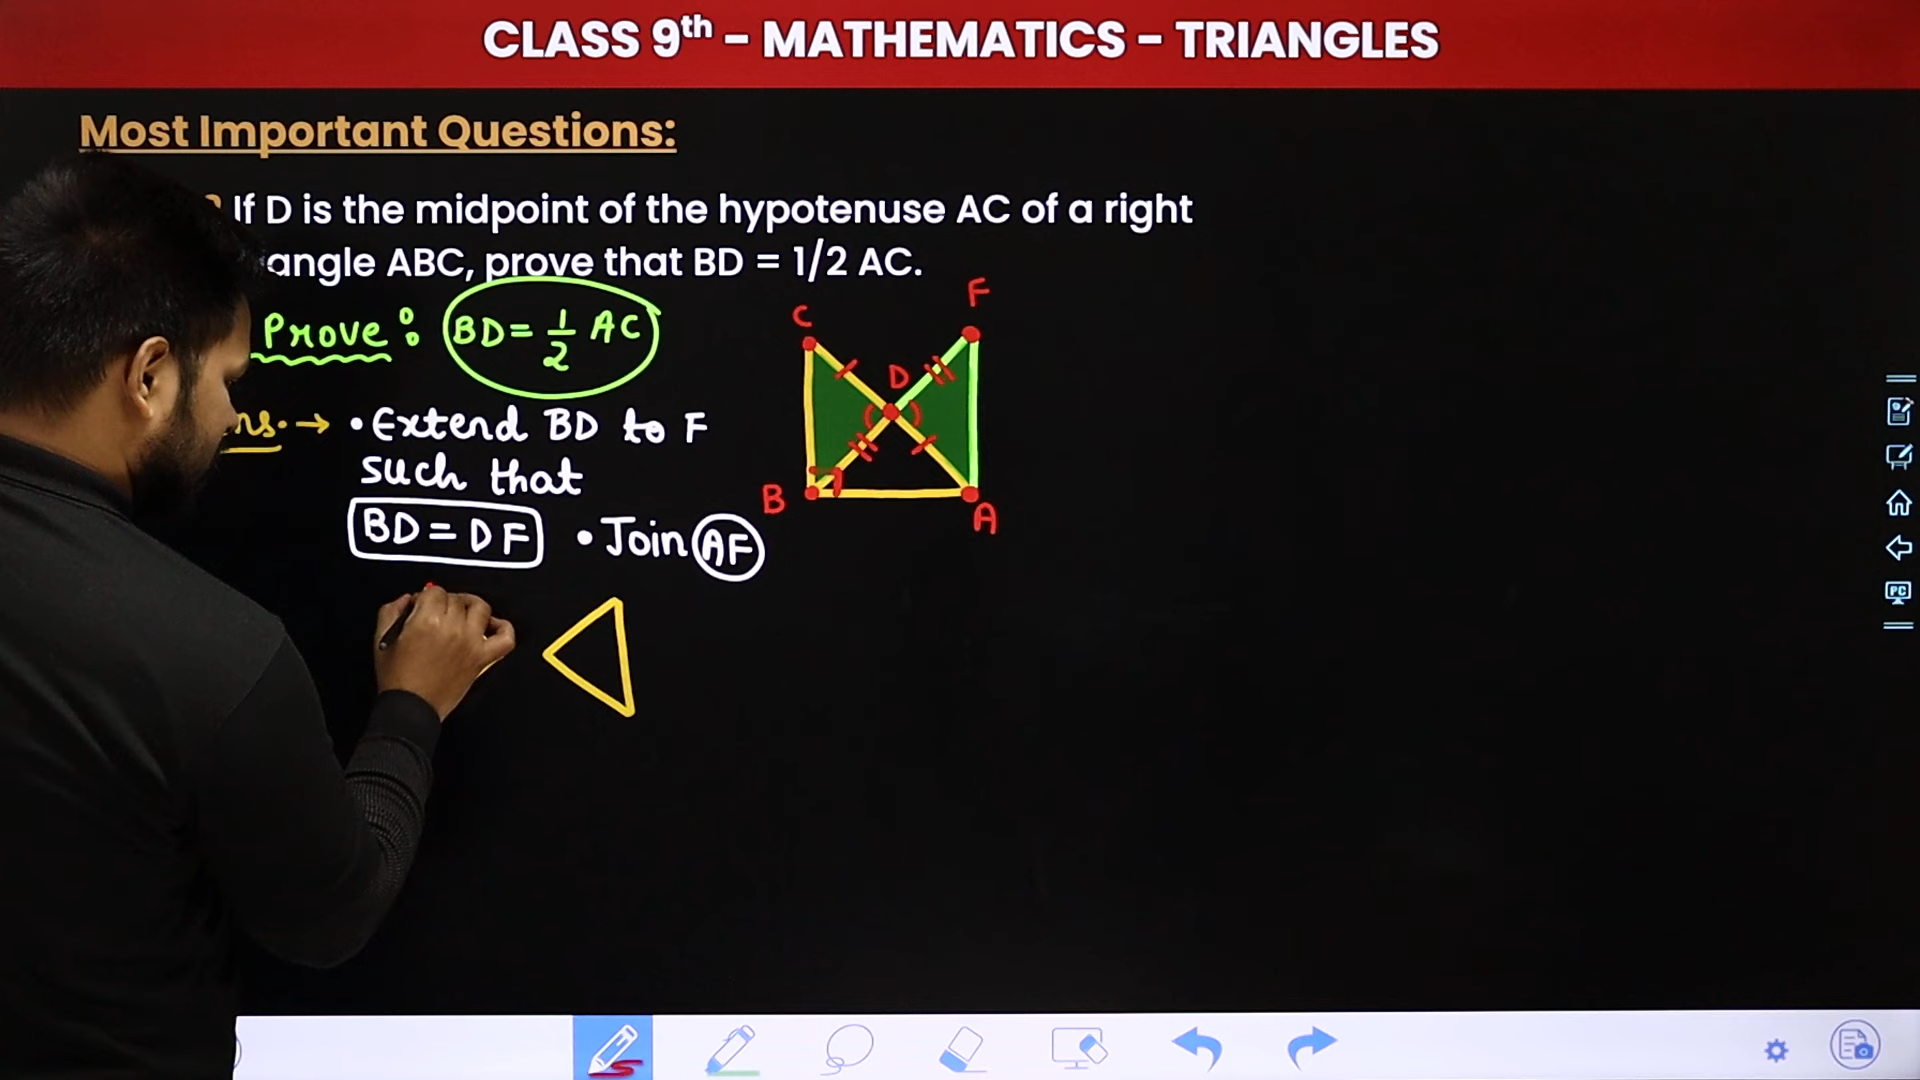 CLASS 9th - MATHEMATICS - TRIANGLES
Most Important Questions:
If D is the midpoint of the hypotenuse AC of a right
angle ABC, prove that BD = 1/2 AC.
Prove : BD = 1/2 AC
• Extend BD to F
such that
BD = DF • Join AF
C
F
D
B
A
PC